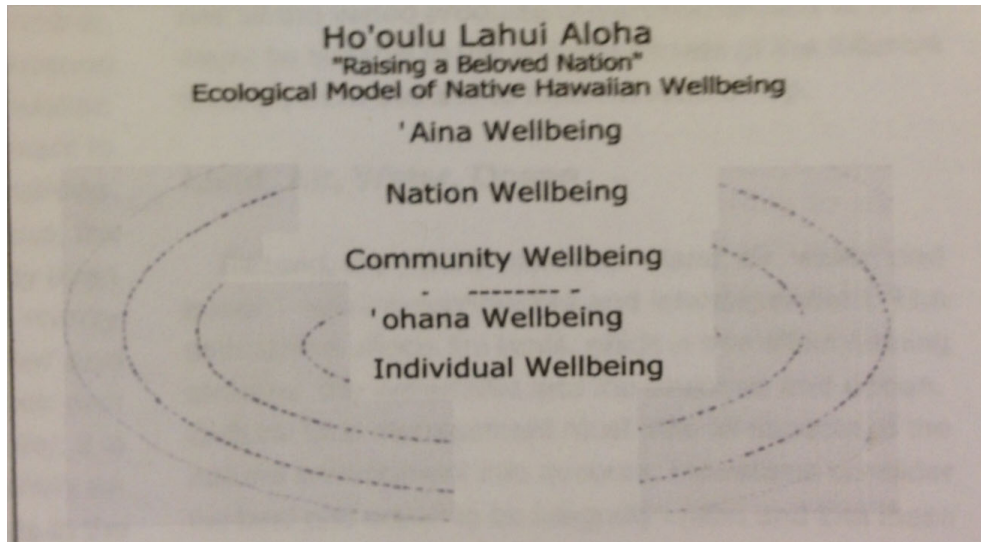 Ho'oulu Lahui Aloha
"Raising a Beloved Nation"
Ecological Model of Native Hawaiian Wellbeing
'Aina Wellbeing
Nation Wellbeing
Community Wellbeing
'ohana Wellbeing
Individual Wellbeing